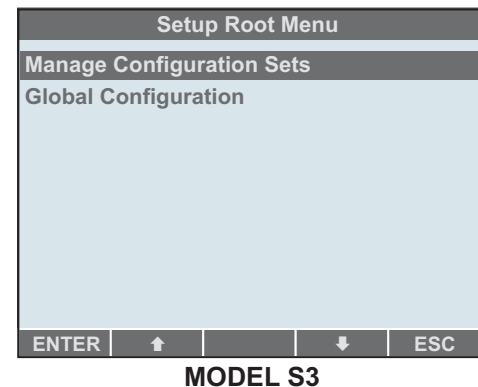 Setup Root Menu
Manage Configuration Sets
Global Configuration
ENTER ⬆ ⬇ ESC
MODEL S3